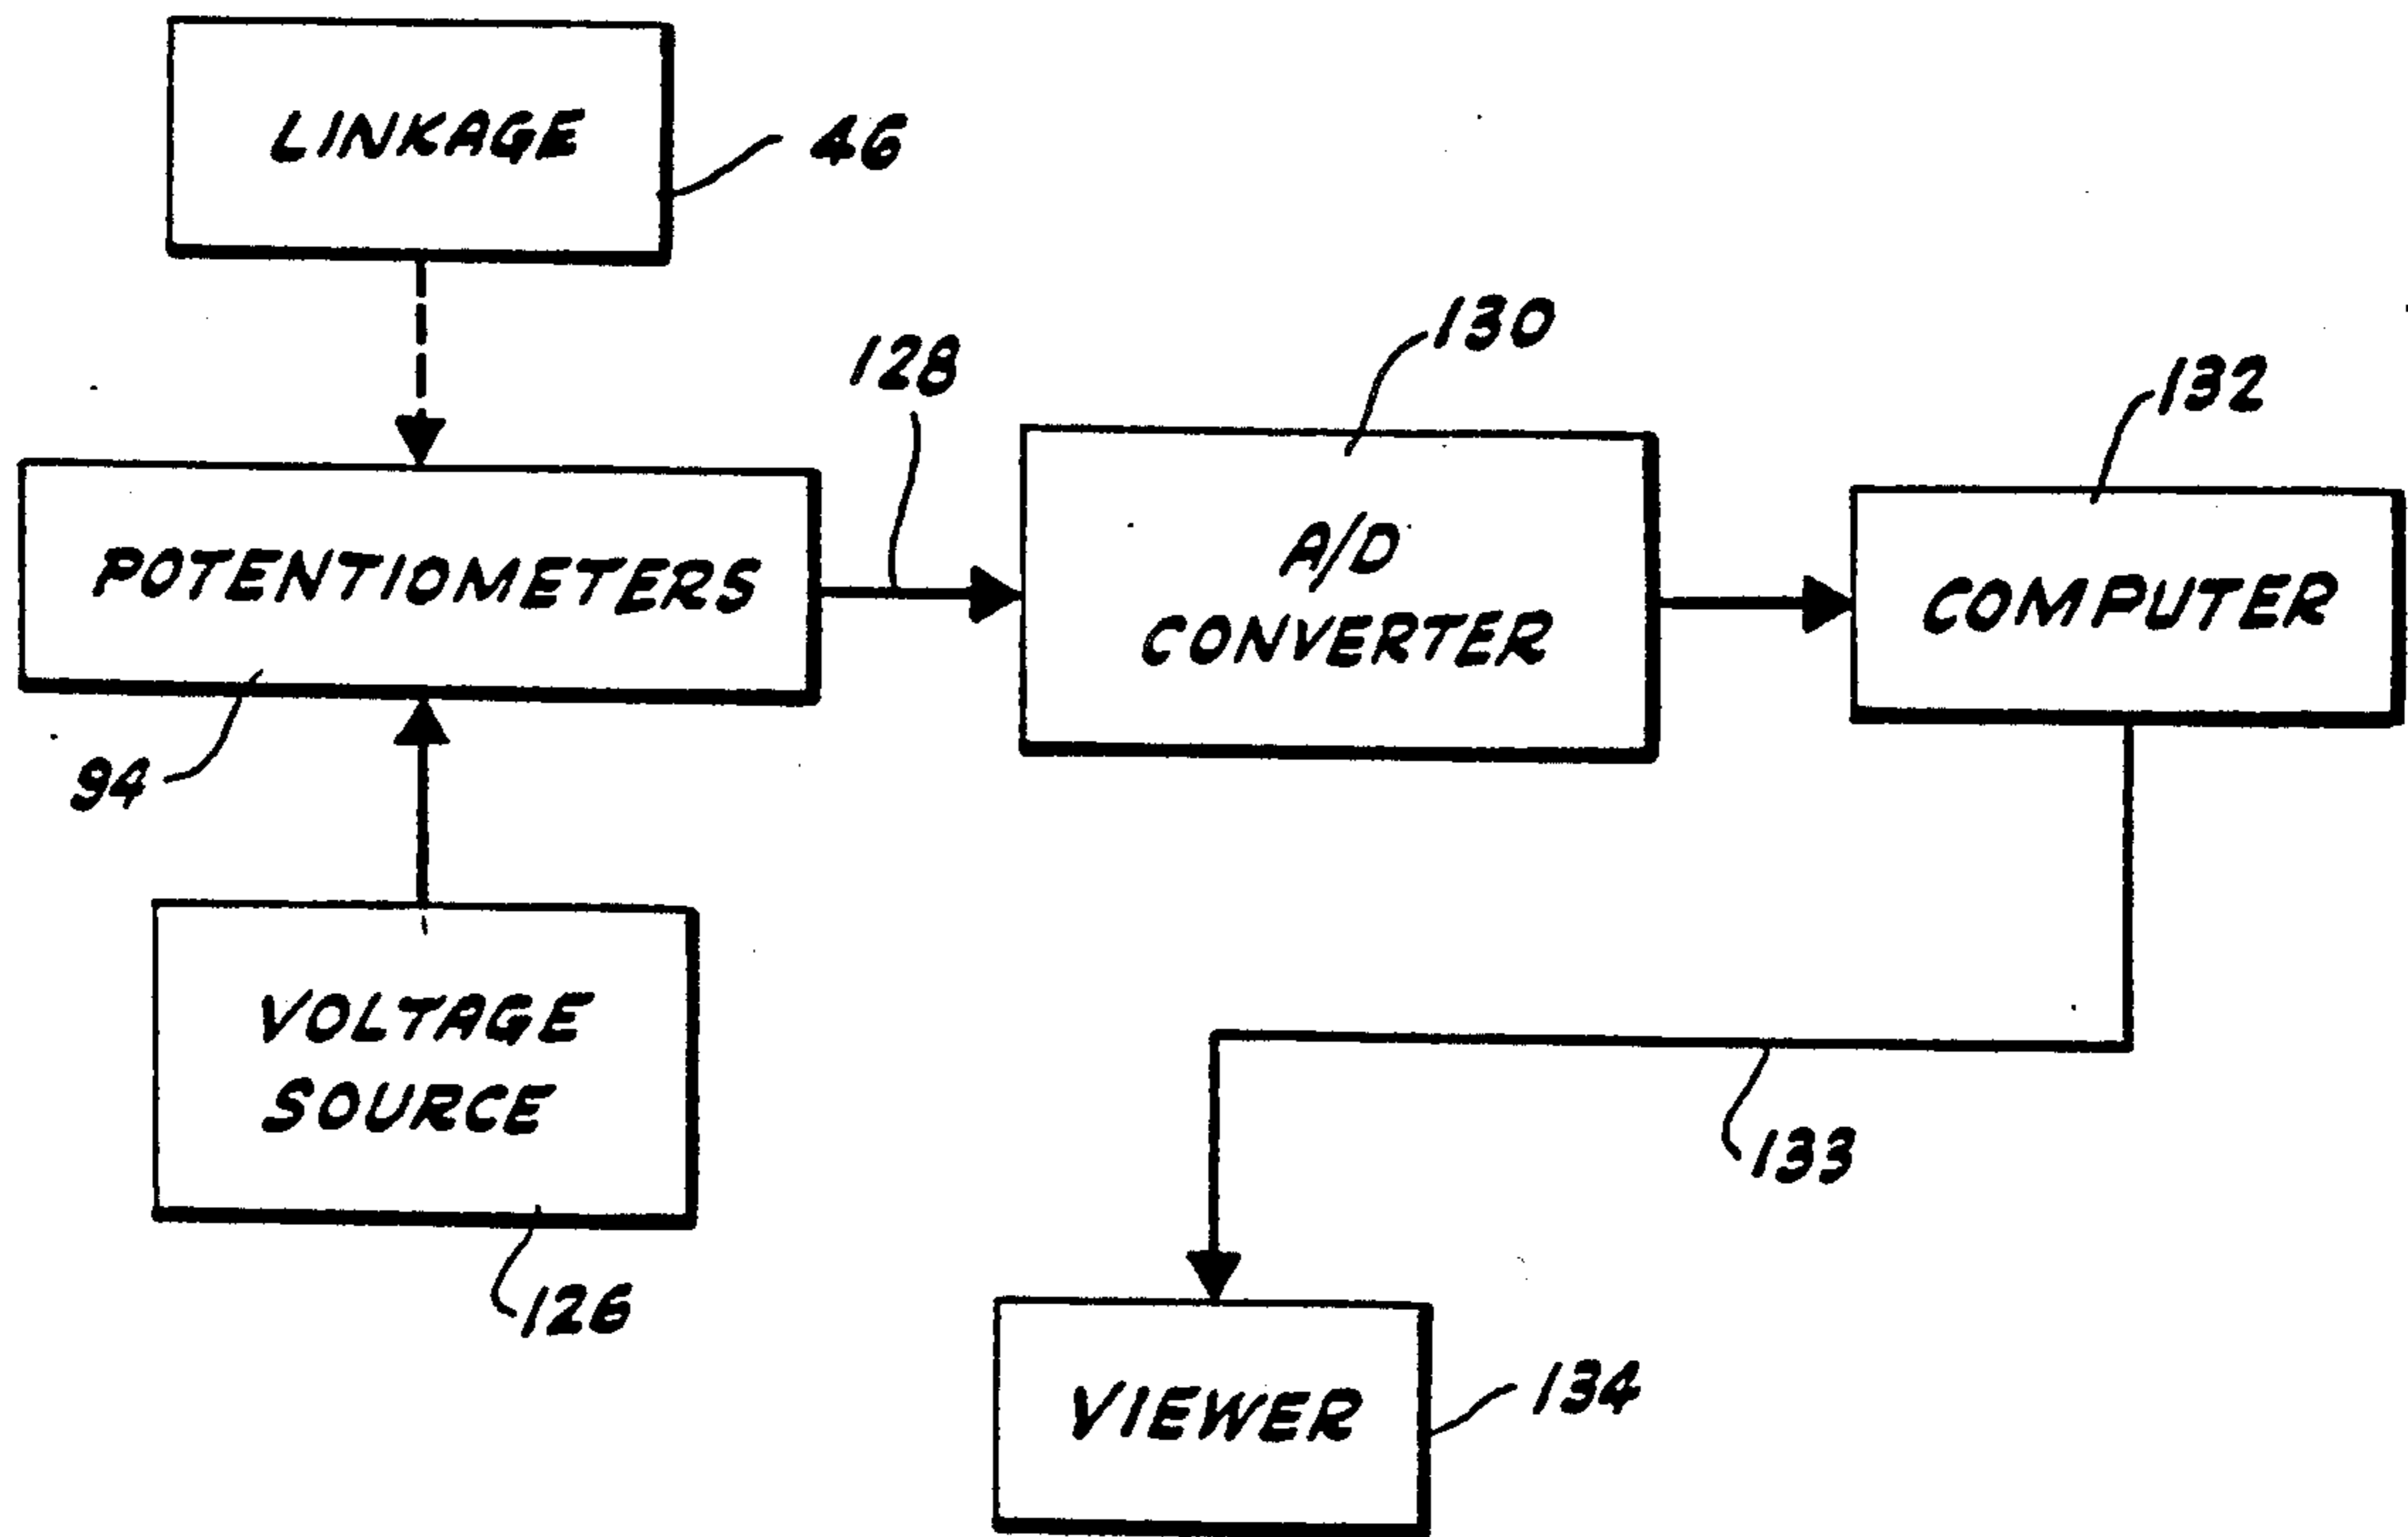 LINKAGE
46
128
130
132
POTENTIOMETERS
A/D
CONVERTER
COMPUTER
94
VOLTAGE
SOURCE
133
126
VIEWER
134